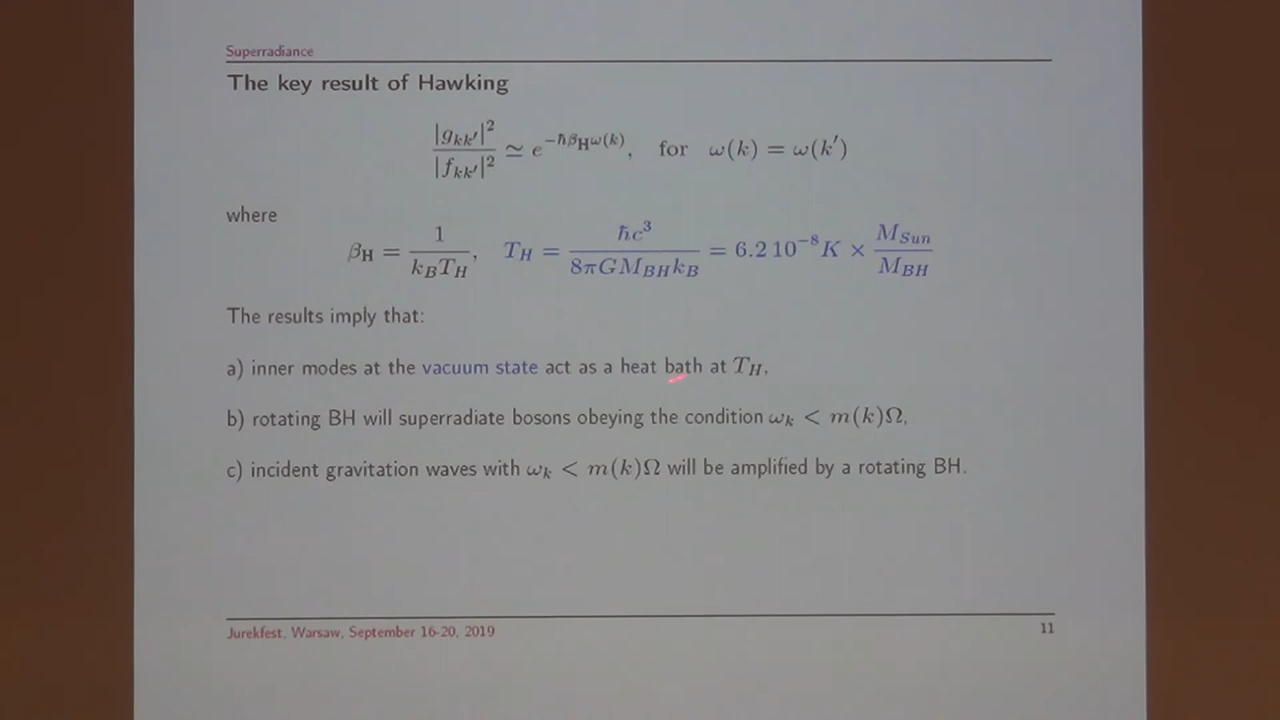 Superradiance
The key result of Hawking
|g_{kk'}|^2 / |f_{kk'}|^2 ≃ e^{-ħβ_H ω(k)}, for ω(k) = ω(k')
where
β_H = 1 / k_B T_H, T_H = ħc^3 / 8πGM_{BH}k_B = 6.2 10^{-8} K × M_{Sun} / M_{BH}
The results imply that:
a) inner modes at the vacuum state act as a heat bath at T_H,
b) rotating BH will superradiate bosons obeying the condition ω_k < m(k)Ω,
c) incident gravitation waves with ω_k < m(k)Ω will be amplified by a rotating BH.
Jurekfest, Warsaw, September 16-20, 2019 11